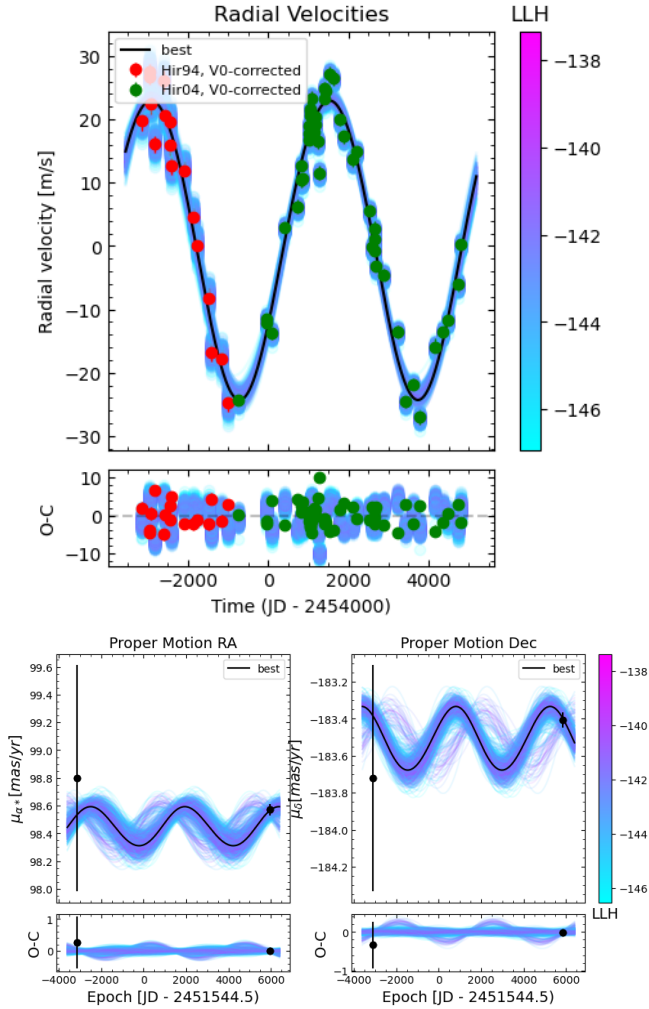 Radial Velocities
LLH
best
Hir94, V0-corrected
Hir04, V0-corrected
30
20
10
0
−10
−20
−30
Radial velocity [m/s]
−138
−140
−142
−144
−146
10
0
−10
O-C
−2000 0 2000 4000
Time (JD - 2454000)
Proper Motion RA
best
99.6
99.4
99.2
99.0
98.8
98.6
98.4
98.2
98.0
μα*[mas/yr]
1
0
O-C
−4000 −2000 0 2000 4000 6000
Epoch [JD - 2451544.5)
Proper Motion Dec
best
−183.2
−183.4
−183.6
−183.8
−184.0
−184.2
μδ[mas/yr)
0
−1
O-C
−4000 −2000 0 2000 4000 6000
Epoch [JD - 2451544.5)
−138
−140
−142
−144
−146
LLH